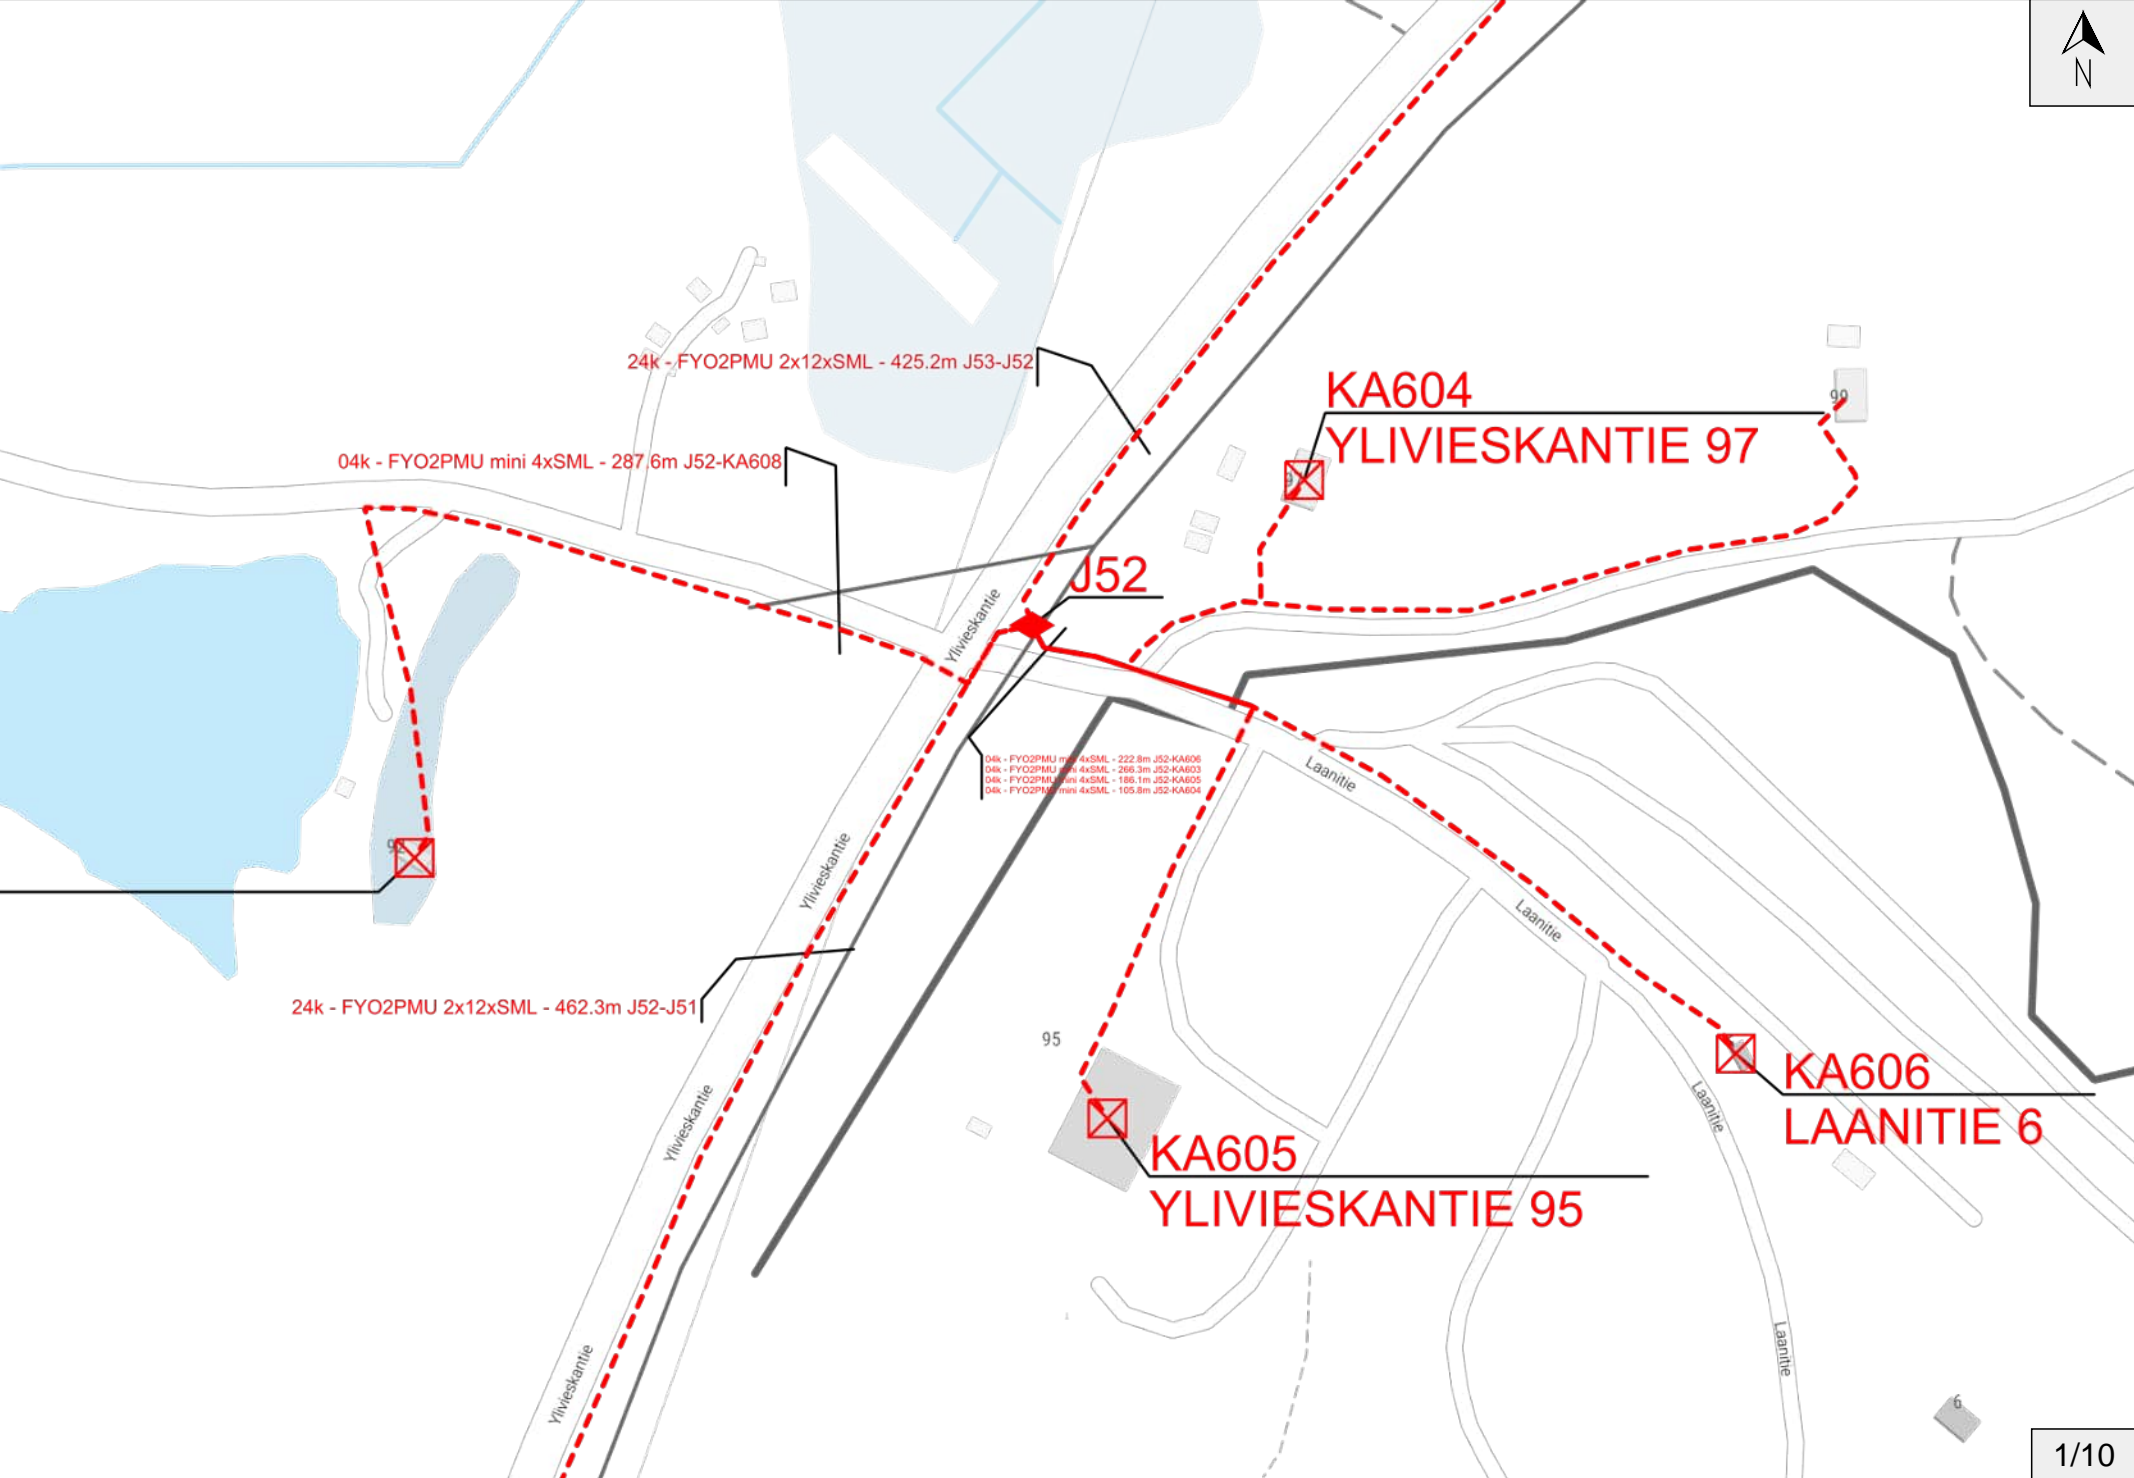 N
24k - FYO2PMU 2x12xSML - 425.2m J53-J52
99
KA604
YLIVIESKANTIE 97
04k - FYO2PMU mini 4xSML - 287.6m J52-KA608
J52
Ylivieskantie
04k - FYO2PMU mini 4xSML - 222.8m J52-KA606
04k - FYO2PMU mini 4xSML - 266.3m J52-KA603
04k - FYO2PMU mini 4xSML - 186.1m J52-KA605
04k - FYO2PMU mini 4xSML - 105.8m J52-KA604
Laanitie
Ylivieskantie
Laanitie
24k - FYO2PMU 2x12xSML - 462.3m J52-J51
95
KA606
LAANITIE 6
Laanitie
Ylivieskantie
KA605
YLIVIESKANTIE 95
Laanitie
Ylivieskantie
6
1/10